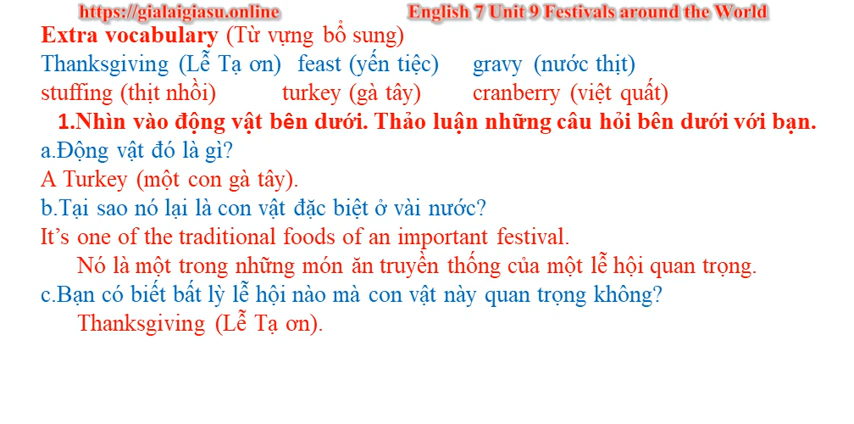 https://gialaigiasu.online English 7 Unit 9 Festivals around the World
Extra vocabulary (Từ vựng bổ sung)
Thanksgiving (Lễ Tạ ơn) feast (yến tiệc) gravy (nước thịt)
stuffing (thịt nhồi) turkey (gà tây) cranberry (việt quất)
1.Nhìn vào động vật bên dưới. Thảo luận những câu hỏi bên dưới với bạn.
a.Động vật đó là gì?
A Turkey (một con gà tây).
b.Tại sao nó lại là con vật đặc biệt ở vài nước?
It’s one of the traditional foods of an important festival.
Nó là một trong những món ăn truyền thống của một lễ hội quan trọng.
c.Bạn có biết bất lỳ lễ hội nào mà con vật này quan trọng không?
Thanksgiving (Lễ Tạ ơn).